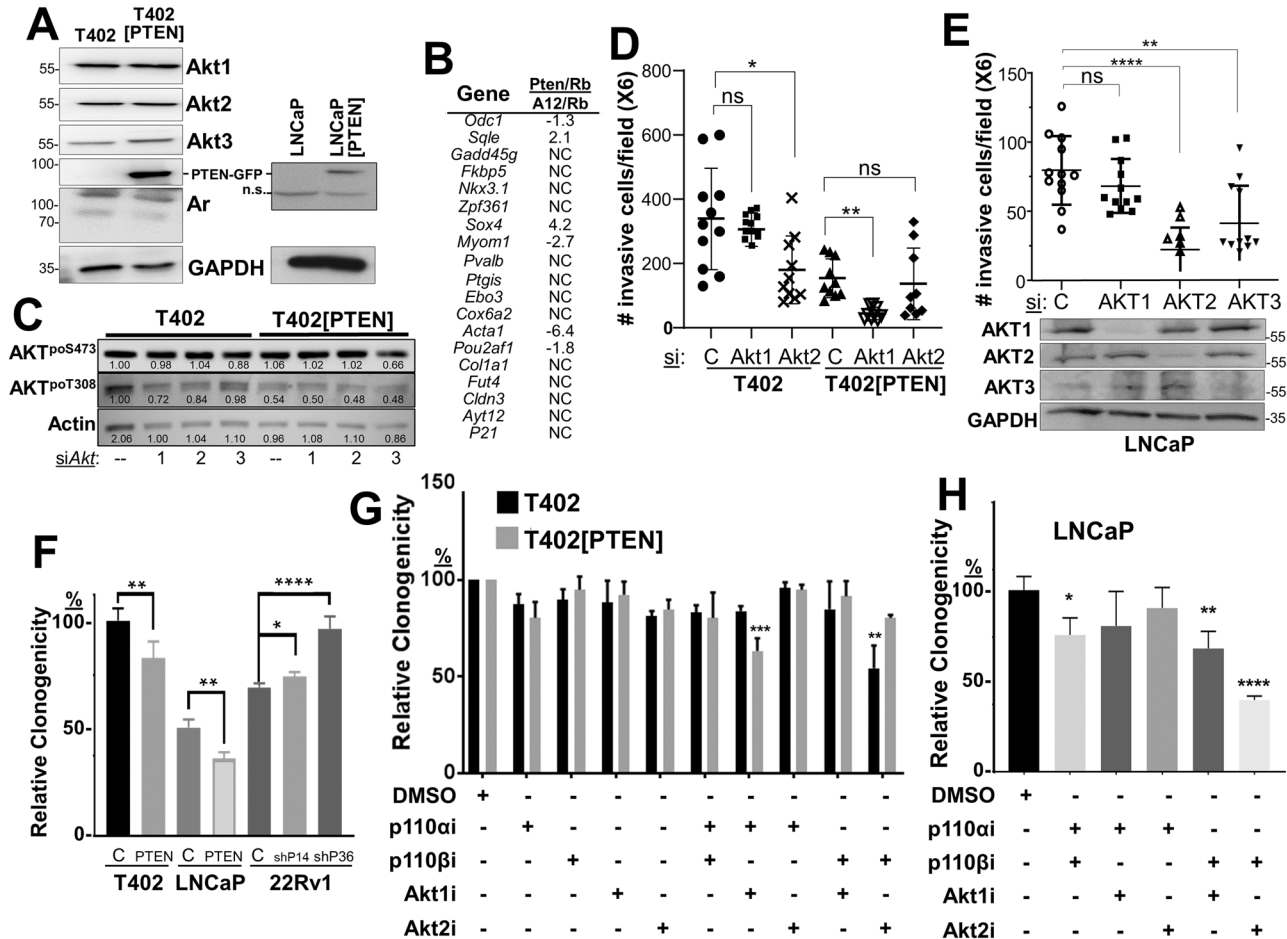 A
T402
T402
[PTEN]
55-
Akt1
55-
Akt2
55-
Akt3
100-
Ar
100-
70-
35-
GAPDH
LNCaP
LNCaP
[PTEN]
-PTEN-GFP-
n.s.
B
Gene Pten/Rb
A12/Rb
Odc1 -1.3
Sqle 2.1
Gadd45g NC
Fkbp5 NC
Nkx3.1 NC
Zpf361 NC
Sox4 4.2
Myom1 -2.7
Pvalb NC
Ptgis NC
Ebo3 NC
Cox6a2 NC
Acta1 -6.4
Pou2af1 -1.8
Col1a1 NC
Fut4 NC
Cldn3 NC
Ayt12 NC
P21 NC
C
T402 T402[PTEN]
AKTpoS473
1.00 0.98 1.04 0.88 1.06 1.02 1.02 0.66
AKTpoT308
1.00 0.72 0.84 0.98 0.54 0.50 0.48 0.48
Actin
2.06 1.00 1.04 1.10 0.96 1.08 1.10 0.86
siAkt: -- 1 2 3 -- 1 2 3
D
# invasive cells/field (X6)
800
600
400
200
0
*
ns
ns
**
si: C Akt1 Akt2 C Akt1 Akt2
T402 T402[PTEN]
E
# invasive cells/field (X6)
150
100
50
0
**
****
ns
si: C AKT1 AKT2 AKT3
AKT1 -55
AKT2 -55
AKT3 -55
GAPDH -35
LNCaP
F
Relative Clonogenicity
%
100
50
0
**
**
*
****
C PTEN C PTEN C shP14 shP36
T402 LNCaP 22Rv1
G
Relative Clonogenicity
%
150
100
50
0
T402
T402[PTEN]
***
**
DMSO + - - - - - - - - -
p110αi - + - - - + + + - -
p110βi - - + - - + - - + +
Akt1i - - - + - - + - + -
Akt2i - - - - + - - + - +
H
LNCaP
Relative Clonogenicity
%
100
50
0
*
**
****
DMSO + - - - - -
p110αi - + + + - -
p110βi - + - - + +
Akt1i - - + - + -
Akt2i - - - + - +